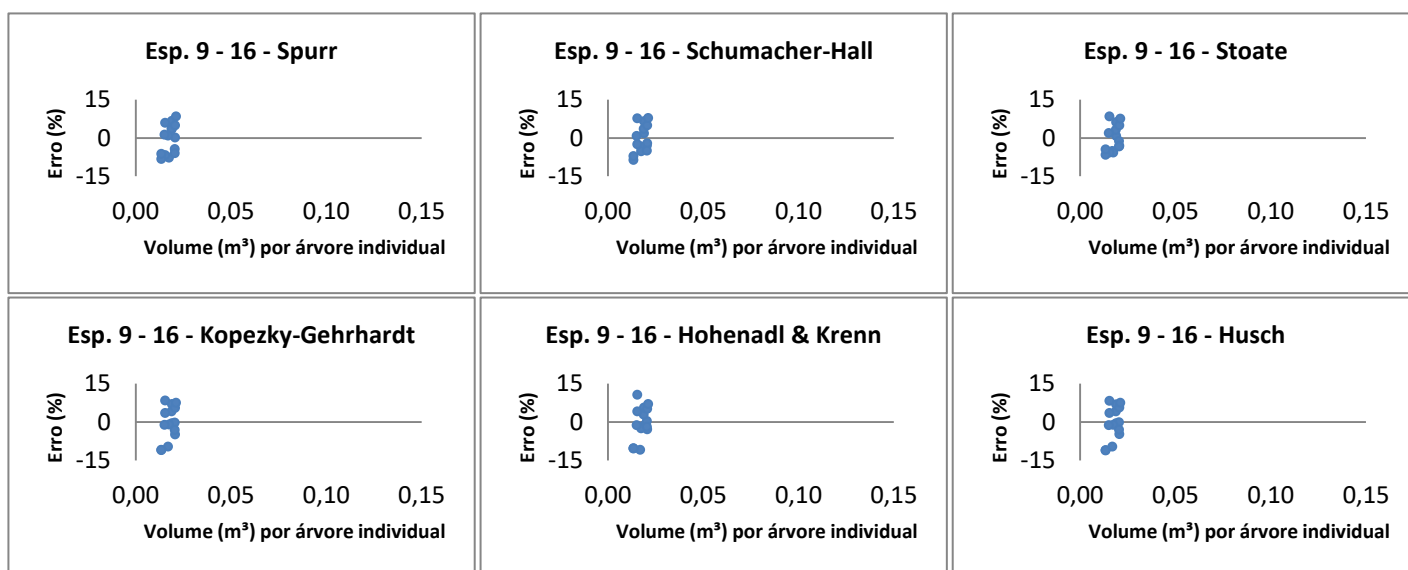 Esp. 9 - 16 - Spurr
15
0
-15
Erro (%)
0,00 0,05 0,10 0,15
Volume (m³) por árvore individual
Esp. 9 - 16 - Schumacher-Hall
15
0
-15
Erro (%)
0,00 0,05 0,10 0,15
Volume (m³) por árvore individual
Esp. 9 - 16 - Stoate
15
0
-15
Erro (%)
0,00 0,05 0,10 0,15
Volume (m³) por árvore individual
Esp. 9 - 16 - Kopezky-Gehrhardt
15
0
-15
Erro (%)
0,00 0,05 0,10 0,15
Volume (m³) por árvore individual
Esp. 9 - 16 - Hohenadl & Krenn
15
0
-15
Erro (%)
0,00 0,05 0,10 0,15
Volume (m³) por árvore individual
Esp. 9 - 16 - Husch
15
0
-15
Erro (%)
0,00 0,05 0,10 0,15
Volume (m³) por árvore individual